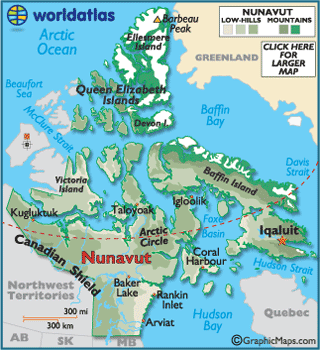 worldatlas
NUNAVUT
LOW-HILLS MOUNTAINS
CLICK HERE
FOR
LARGER
MAP
Barbeau
Peak
Arctic
Ocean
Ellesmere
Island
GREENLAND
Beaufort
Sea
Queen Elizabeth
Islands
McClure Strait
Devon I.
Baffin
Bay
Davis
Strait
Victoria
Island
Baffin Island
Kugluktuk
Taloyoak
Igloolik
Foxe
Basin
Iqaluit
Arctic
Circle
Canadian Shield
Nunavut
Coral
Harbour
Hudson Strait
Northwest
Territories
Baker
Lake
Rankin
Inlet
Hudson
Bay
Quebec
300 mi
300 km
Arviat
AB
SK
MB
©GraphicMaps.com